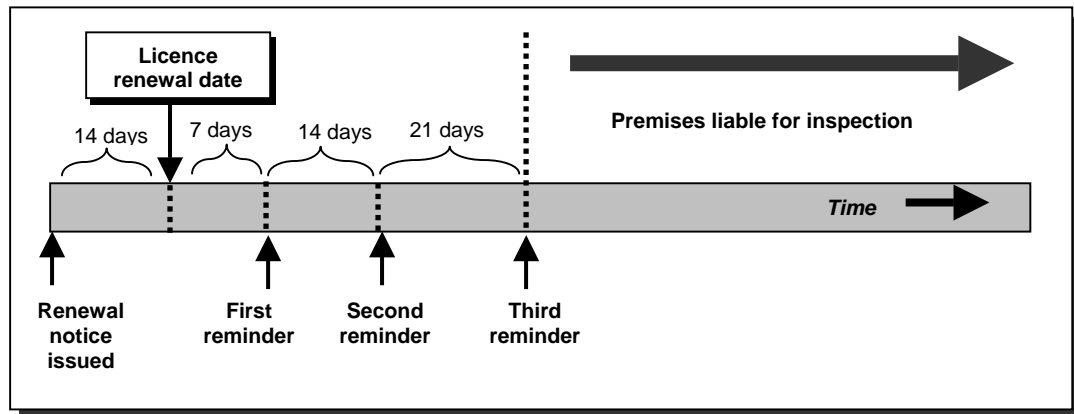 Licence
renewal date
14 days
7 days
14 days
21 days
Premises liable for inspection
Time
Renewal
notice
issued
First
reminder
Second
reminder
Third
reminder